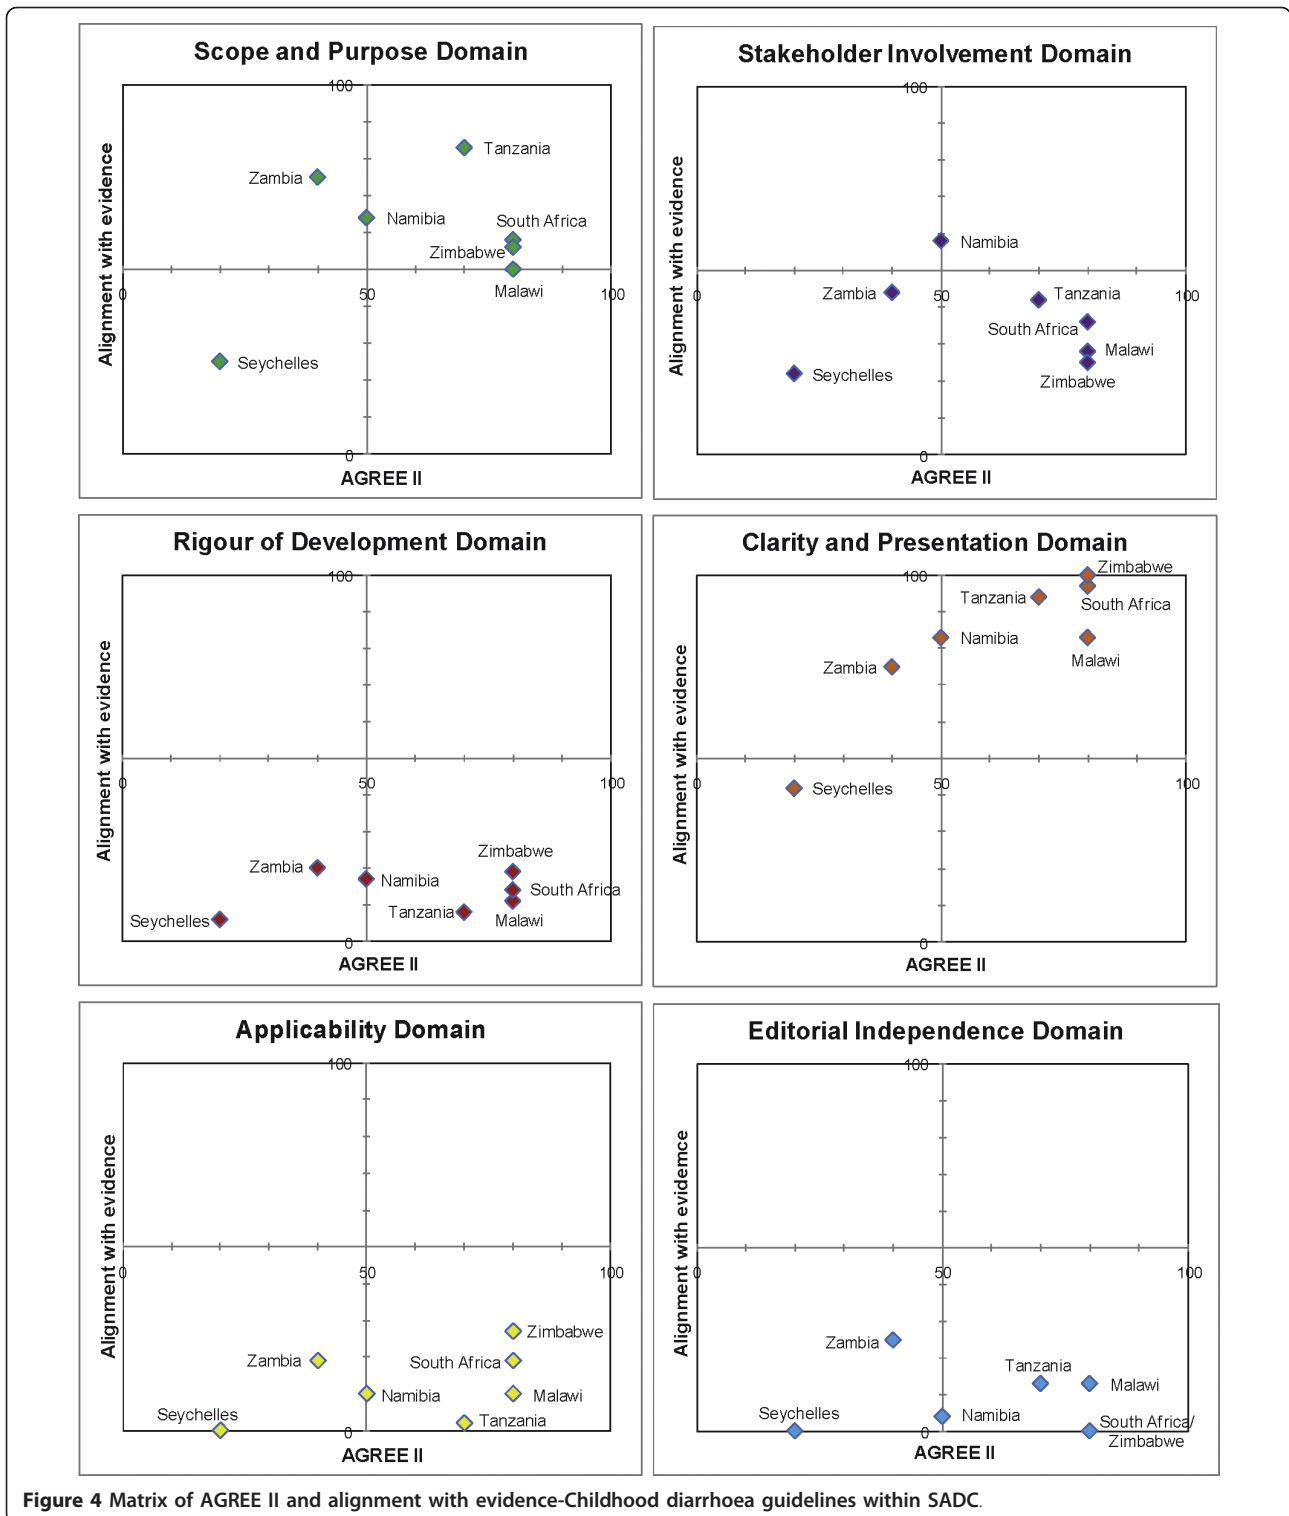 Scope and Purpose Domain
100
Alignment with evidence
Tanzania
Zambia
Namibia
South Africa
Zimbabwe
Malawi
0
50
100
Seychelles
0
AGREE II
Stakeholder Involvement Domain
100
Alignment with evidence
Namibia
Zambia
Tanzania
0
50
100
South Africa
Malawi
Zimbabwe
Seychelles
0
AGREE II
Rigour of Development Domain
100
Alignment with evidence
0
50
100
Zimbabwe
Zambia
Namibia
South Africa
Tanzania
Malawi
Seychelles
0
AGREE II
Clarity and Presentation Domain
100
Zimbabwe
Tanzania
South Africa
Namibia
Malawi
Zambia
Alignment with evidence
0
50
100
Seychelles
0
AGREE II
Applicability Domain
100
Alignment with evidence
0
50
100
Zimbabwe
Zambia
South Africa
Namibia
Malawi
Seychelles
Tanzania
0
AGREE II
Editorial Independence Domain
100
Alignment with evidemce
0
50
100
Zambia
Tanzania
Malawi
Seychelles
Namibia
South Africa/
Zimbabwe
0
AGREE II
Figure 4 Matrix of AGREE II and alignment with evidence-Childhood diarrhoea guidelines within SADC.